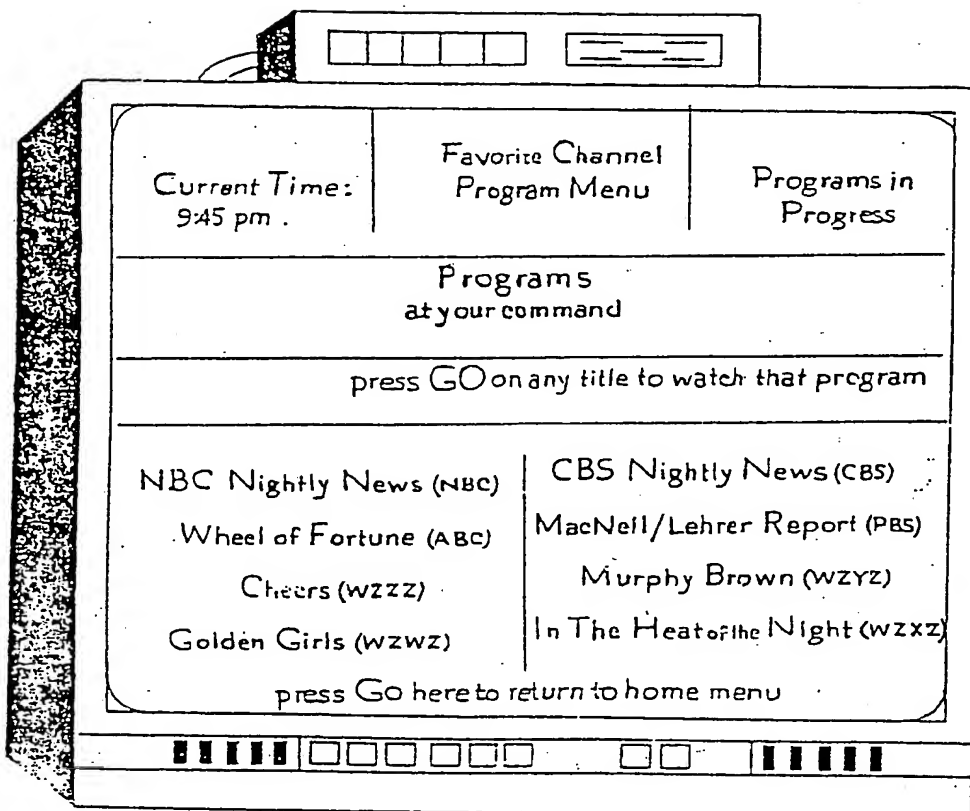 Current Time:
9:45 pm .
Favorite Channel
Program Menu
Programs in
Progress
Programs
at your command
press GO on any title to watch that program
NBC Nightly News (NBC)
Wheel of Fortune (ABC)
Cheers (WZZZ)
Golden Girls (WZWZ)
CBS Nightly News (CBS)
MacNeil/Lehrer Report (PBS)
Murphy Brown (WZYZ)
In The Heat of the Night (WZXZ)
press Go here to return to home menu